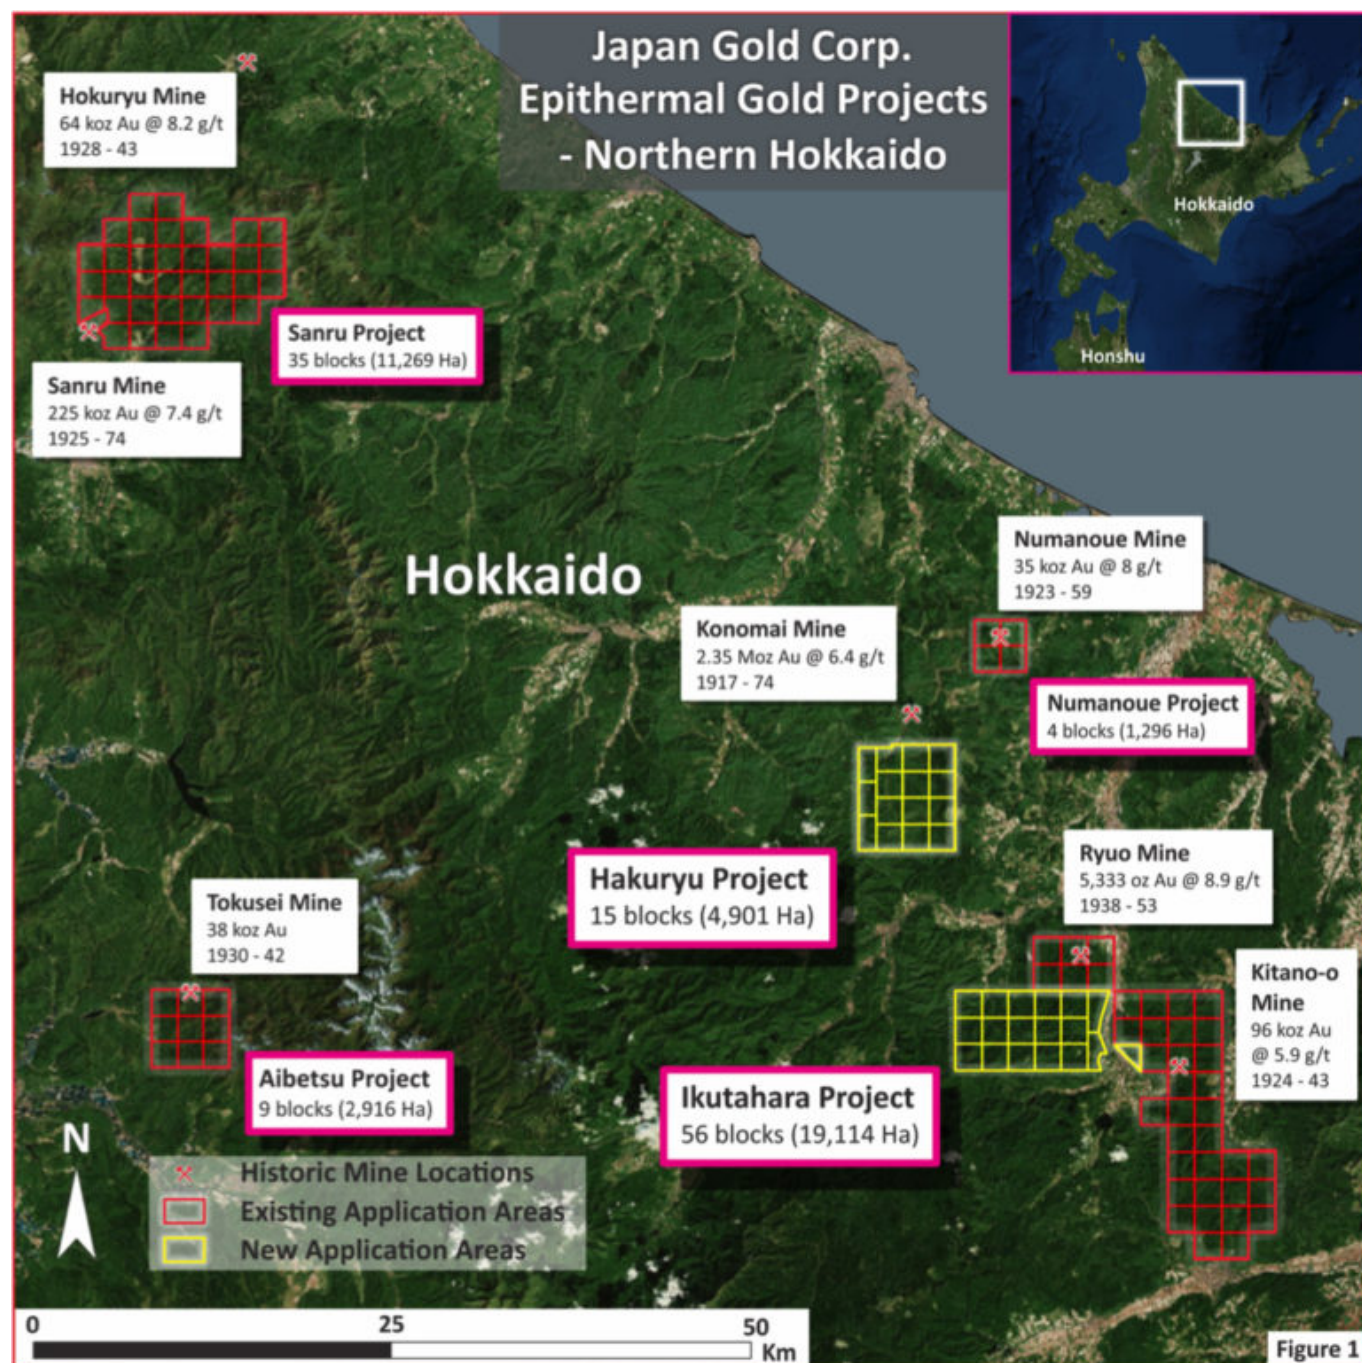 Japan Gold Corp.
Epithermal Gold Projects
- Northern Hokkaido
Hokkaido
Honshu
Hokuryu Mine
64 koz Au @ 8.2 g/t
1928 - 43
Sanru Project
35 blocks (11,269 Ha)
Sanru Mine
225 koz Au @ 7.4 g/t
1925 - 74
Hokkaido
Numanoue Mine
35 koz Au @ 8 g/t
1923 - 59
Konomai Mine
2.35 Moz Au @ 6.4 g/t
1917 - 74
Numanoue Project
4 blocks (1,296 Ha)
Hakuryu Project
15 blocks (4,901 Ha)
Ryuo Mine
5,333 oz Au @ 8.9 g/t
1938 - 53
Tokusei Mine
38 koz Au
1930 - 42
Kitano-o
Mine
96 koz Au
@ 5.9 g/t
1924 - 43
Aibetsu Project
9 blocks (2,916 Ha)
Ikutahara Project
56 blocks (19,114 Ha)
N
Historic Mine Locations
Existing Application Areas
New Application Areas
0 25 50
Km
Figure 1